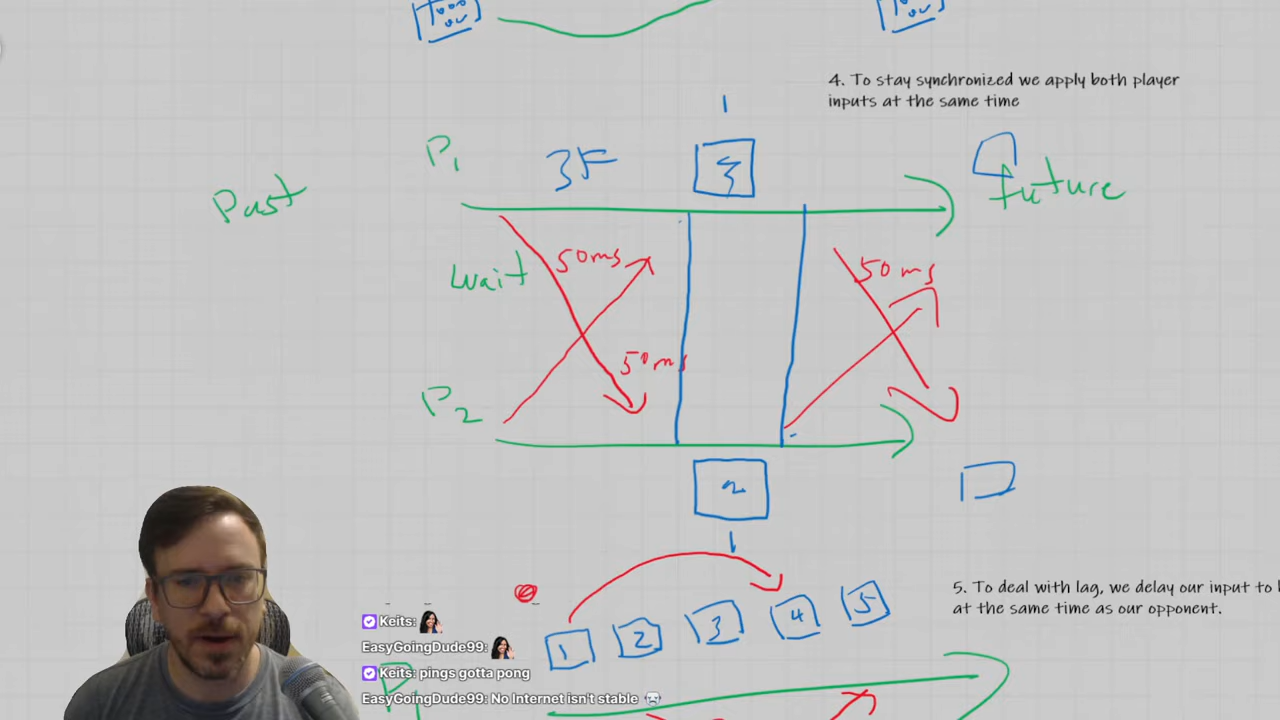 4. To stay synchronized we apply both player
inputs at the same time
1
P1
3F
Past
future
wait
50ms
50ms
50ms
P2
1
5. To deal with lag, we delay our input to
at the same time as our opponent.
1 2 3 4 5
Keits:
EasyGoingDude99:
Keits: pings gotta pong
EasyGoingDude99: No Internet isn't stable
P1